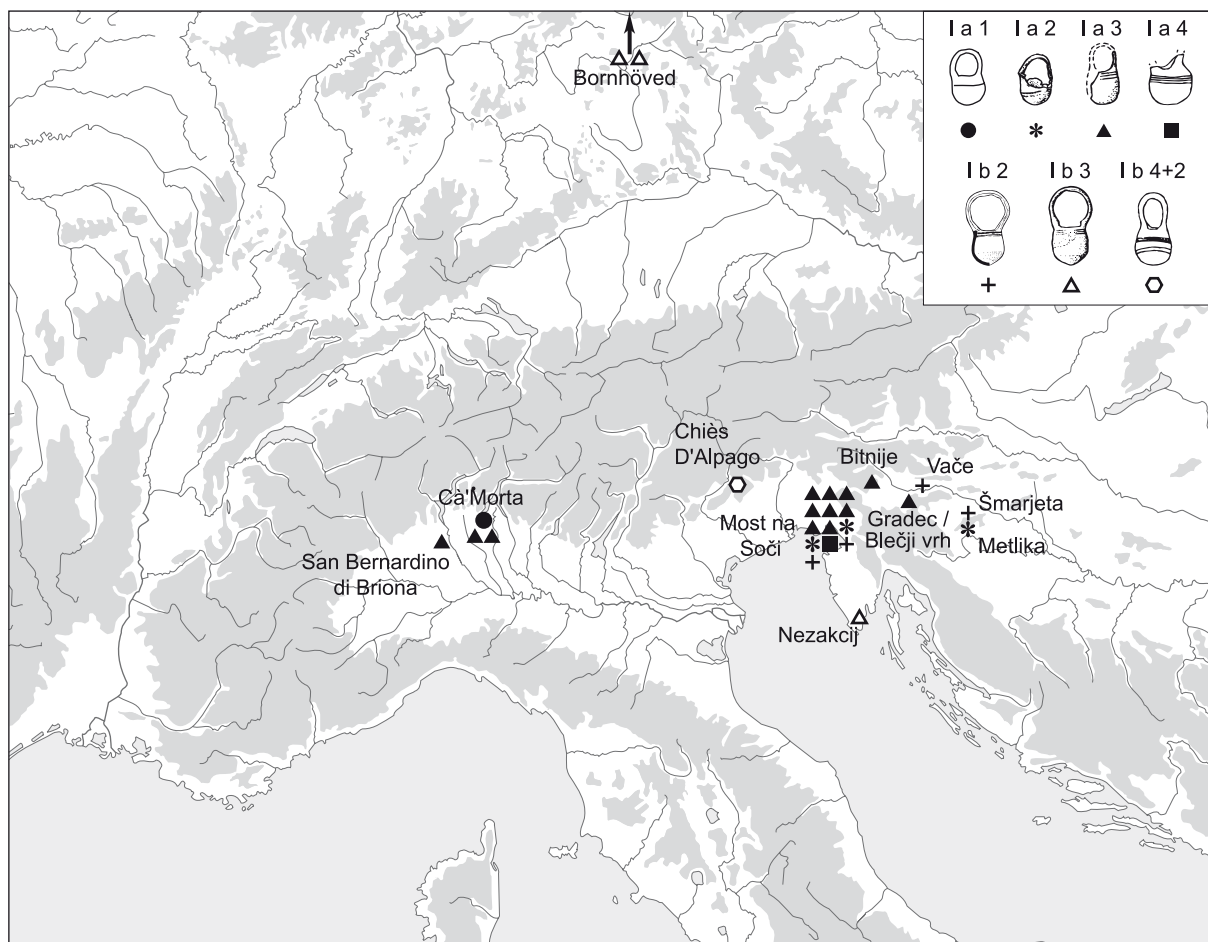 Bornhöved
I a 1
I a 2
I a 3
I a 4
I b 2
I b 3
I b 4+2
Chiès
D'Alpago
Bitnije
Vače
Cà'Morta
Šmarjeta
Most na
Soči
Gradec /
Blečji vrh
Metlika
San Bernardino
di Briona
Nezakcij